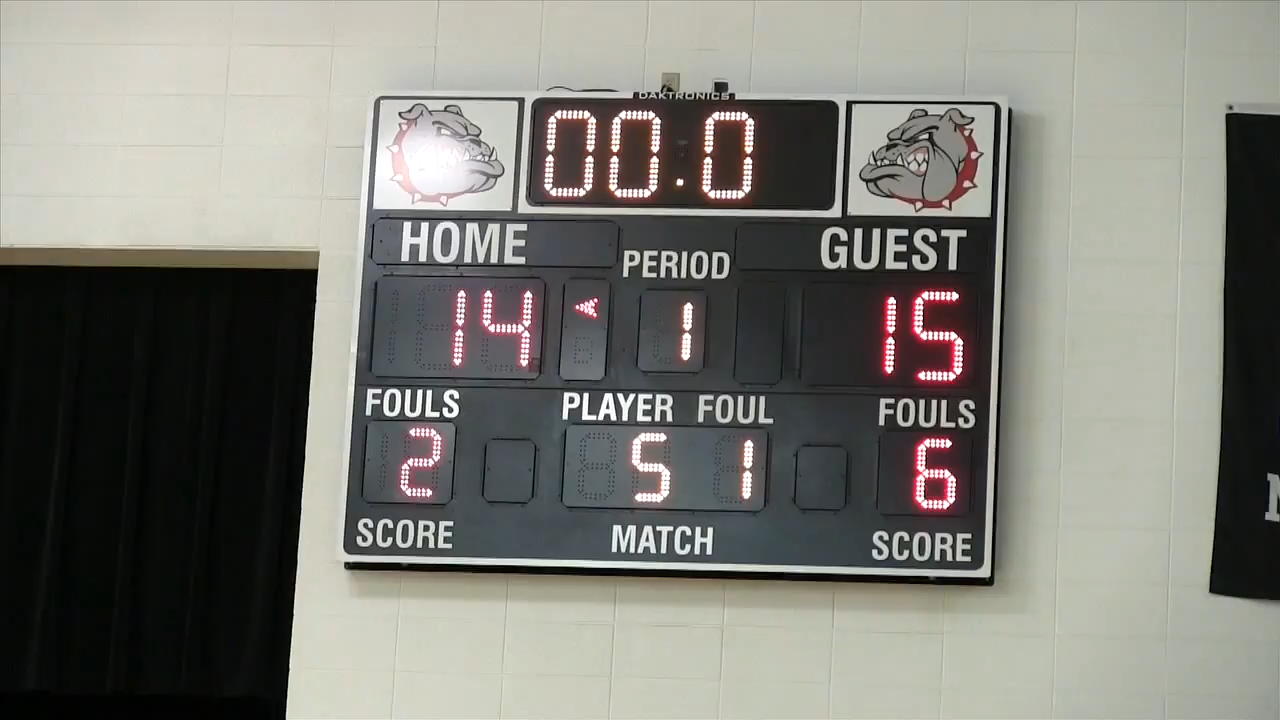 DAKTRONICS
00.0
HOME
PERIOD
GUEST
14
A
1
15
FOULS
PLAYER FOUL
FOULS
2
5 1
6
SCORE
MATCH
SCORE